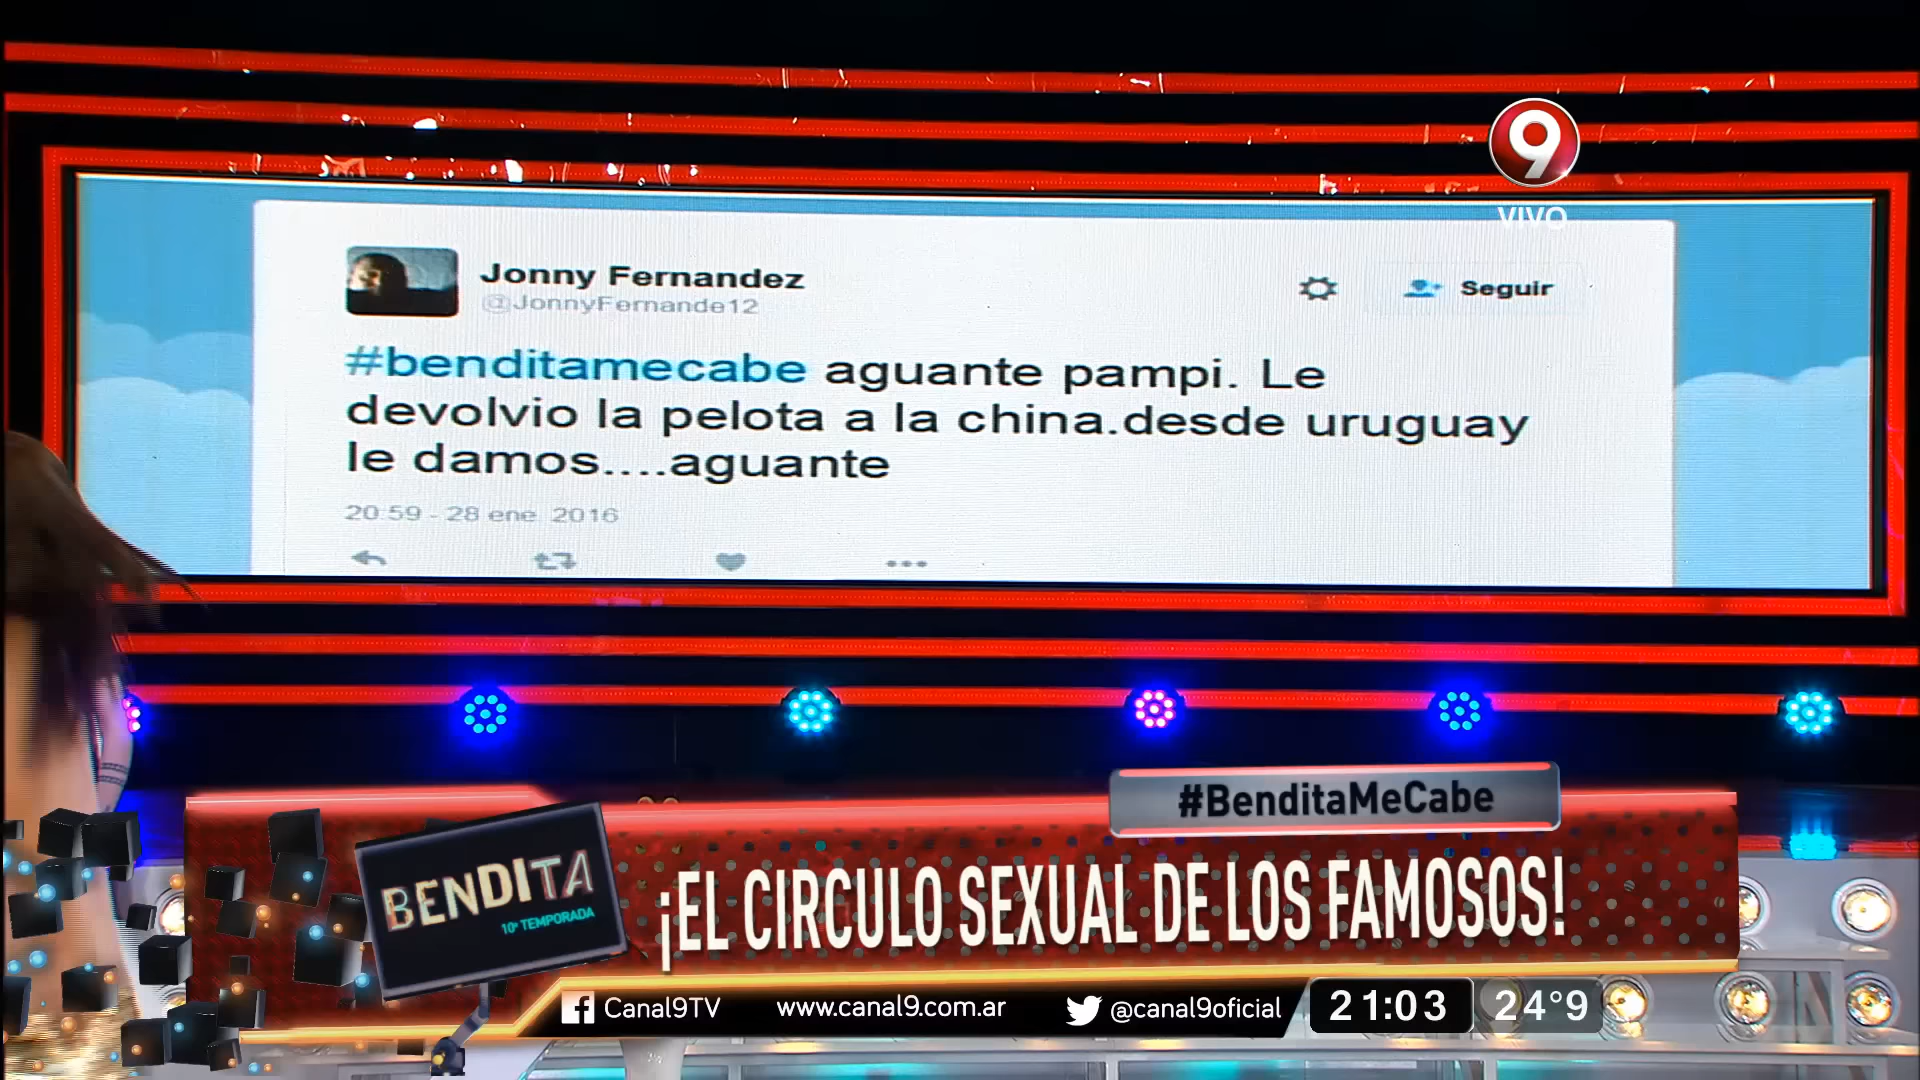 9
VIVO
Jonny Fernandez
@JonnyFernande12
Seguir
#benditamecabe aguante pampi. Le
devolvio la pelota a la china.desde uruguay
le damos....aguante
20:59 - 28 ene. 2016
#BenditaMeCabe
BENDITA
10ª TEMPORADA
¡EL CIRCULO SEXUAL DE LOS FAMOSOS!
Canal9TV
www.canal9.com.ar
@canal9oficial
21:03
24°9